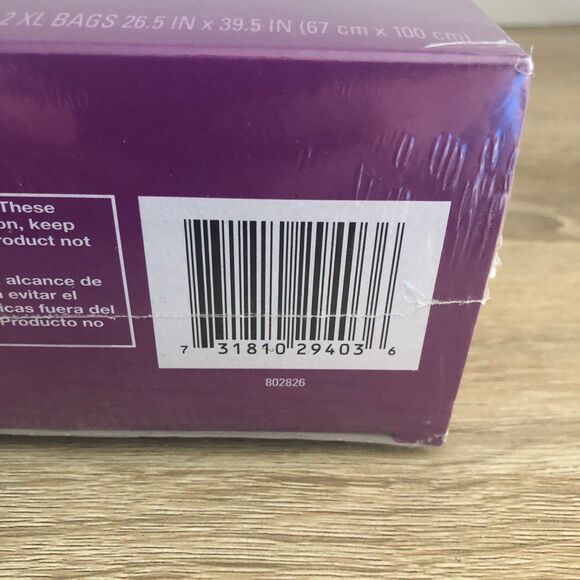 2 XL BAGS 26.5 IN x 39.5 IN (67 cm x 100 cm)
These
on, keep
roduct not
alcance de
evitar el
icas fuera del
Producto no
7 31810 29403 6
802826